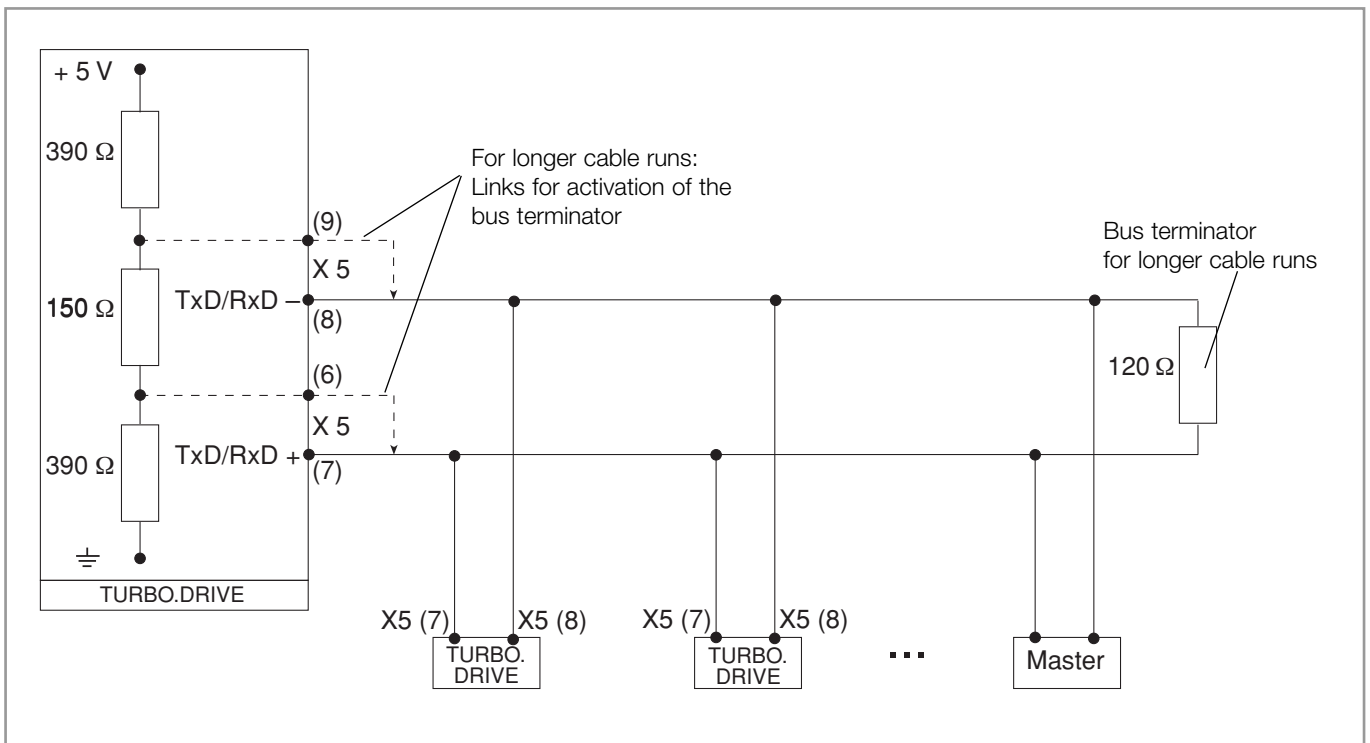 + 5 V
390 Ω
For longer cable runs:
Links for activation of the
bus terminator
(9)
X 5
Bus terminator
for longer cable runs
150 Ω
TxD/RxD –
(8)
120 Ω
(6)
X 5
390 Ω
TxD/RxD +
(7)
TURBO.DRIVE
X5 (7)
X5 (8)
X5 (7)
X5 (8)
TURBO.
DRIVE
TURBO.
DRIVE
...
Master